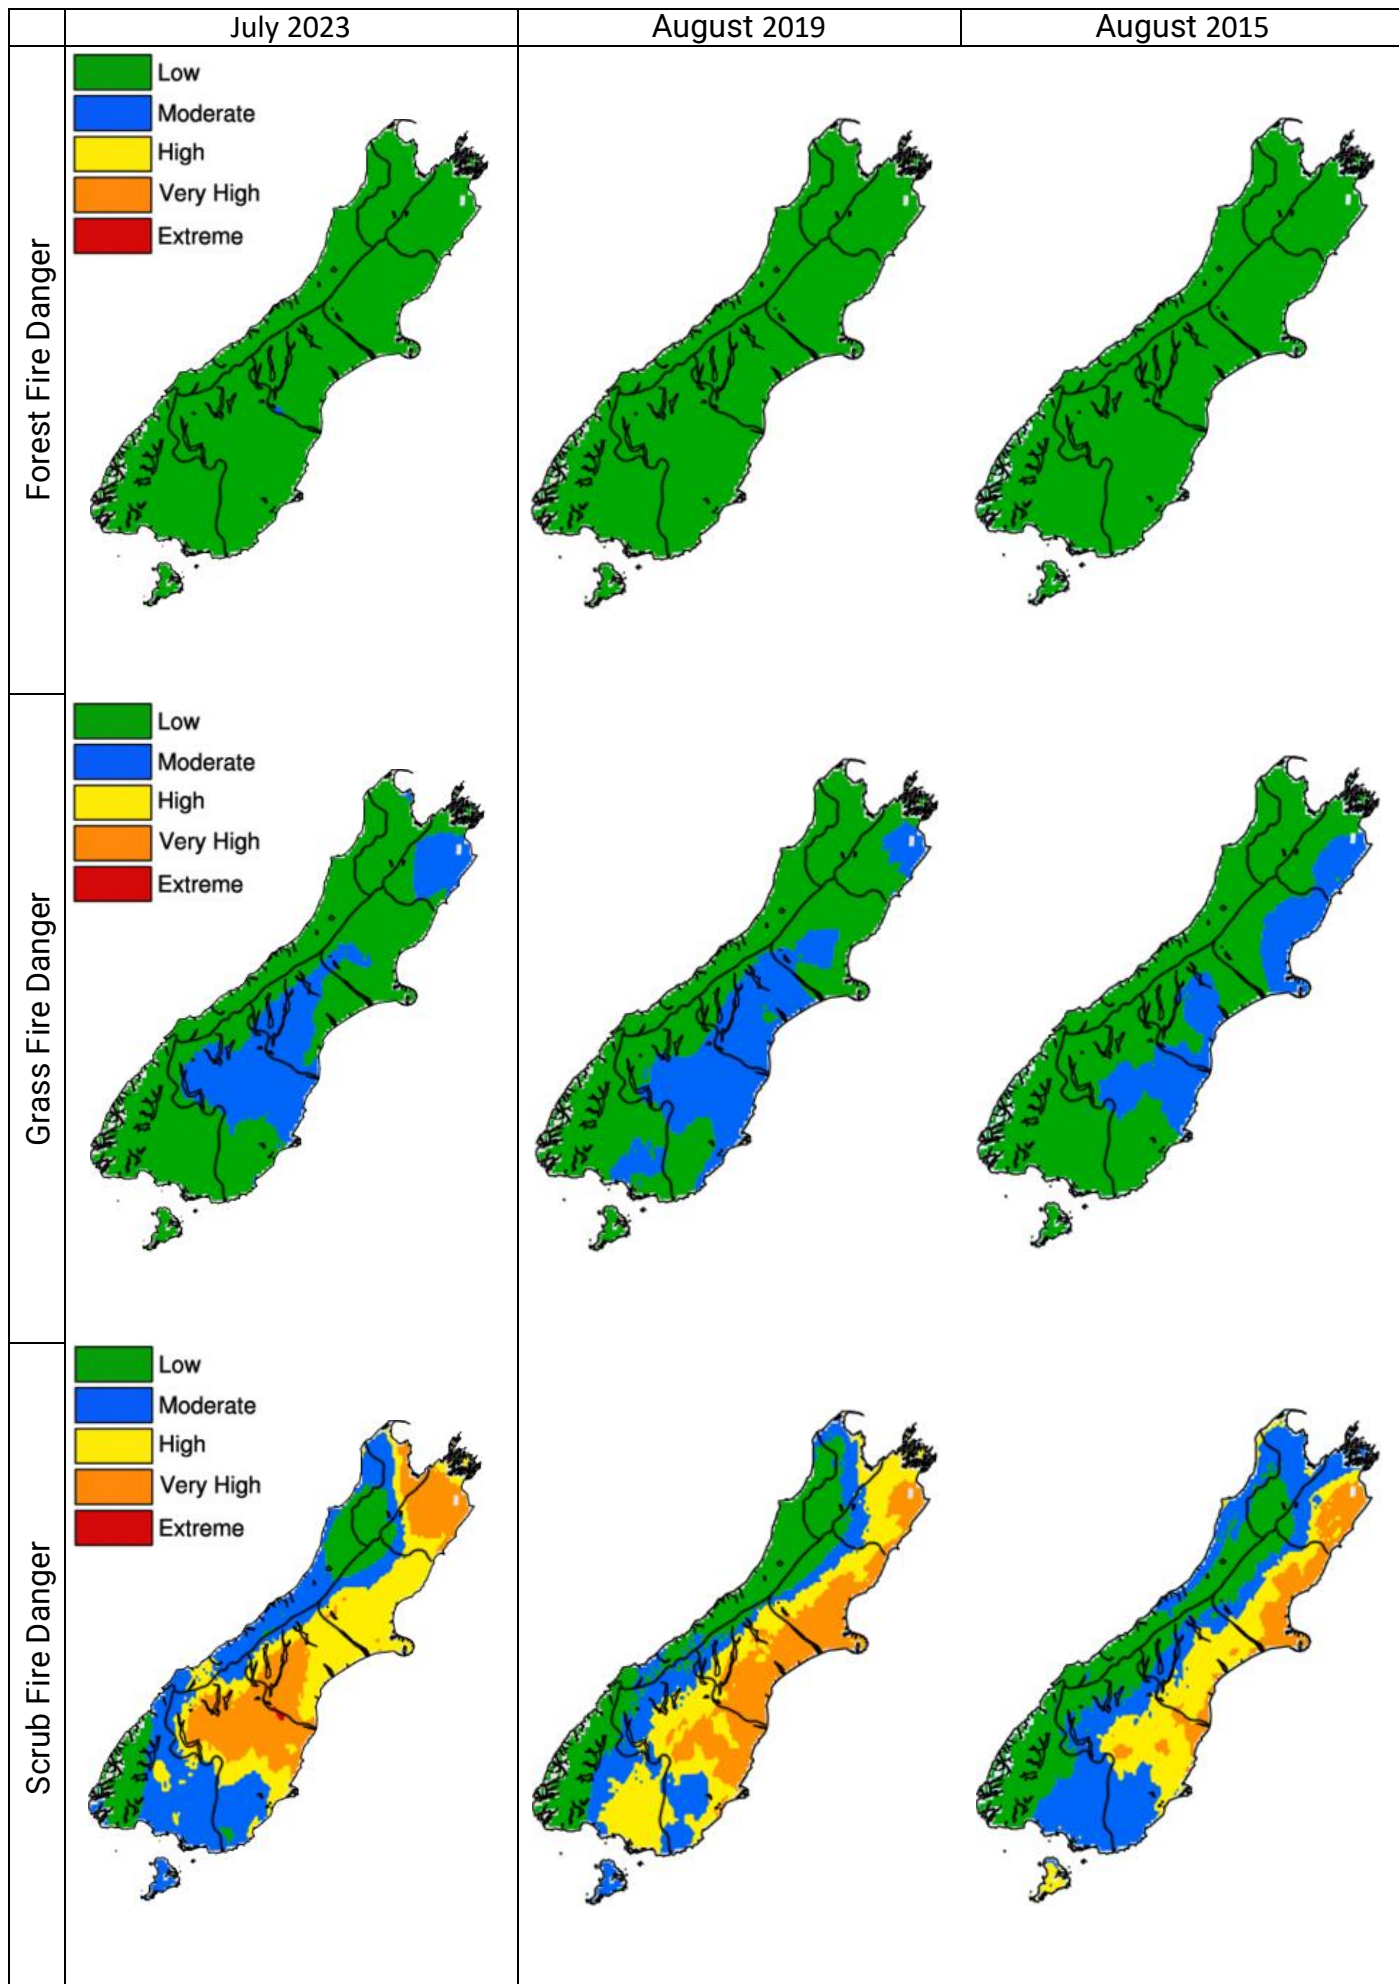 July 2023
August 2019
August 2015
Forest Fire Danger
Low
Moderate
High
Very High
Extreme
Grass Fire Danger
Low
Moderate
High
Very High
Extreme
Scrub Fire Danger
Low
Moderate
High
Very High
Extreme